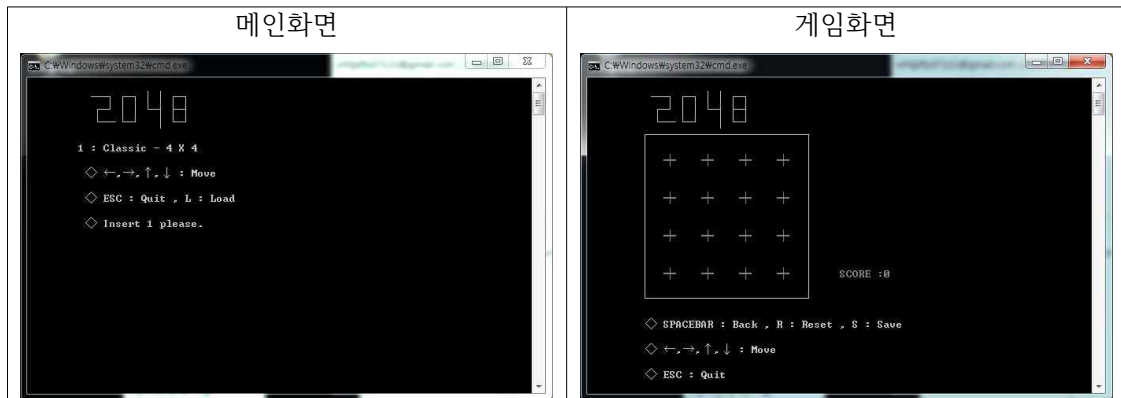 메인화면
게임화면
C:₩Windows₩system32₩cmd.exe
2048
1 : Classic - 4 X 4
◇ ←,→,↑,↓ : Move
◇ ESC : Quit , L : Load
◇ Insert 1 please.
C:₩Windows₩system32₩cmd.exe
2048
+ + + +
+ + + +
+ + + +
+ + + +
SCORE :0
◇ SPACEBAR : Back , R : Reset , S : Save
◇ ←,→,↑,↓ : Move
◇ ESC : Quit